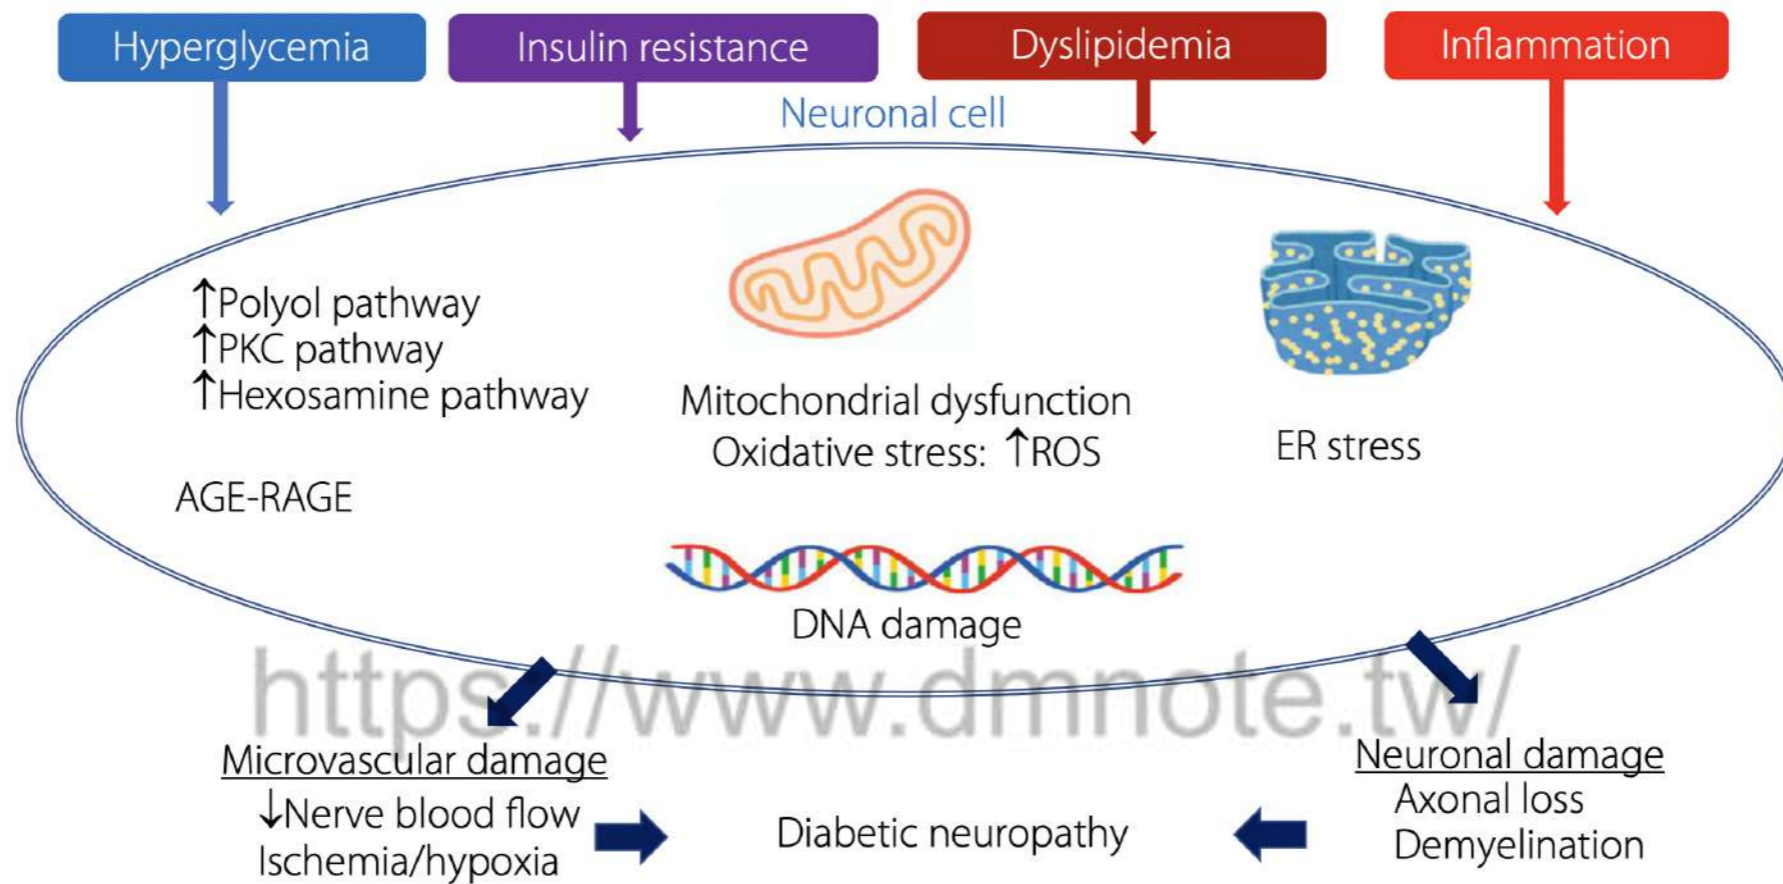 Hyperglycemia
Insulin resistance
Dyslipidemia
Inflammation
Neuronal cell
↑Polyol pathway
↑PKC pathway
↑Hexosamine pathway
AGE-RAGE
Mitochondrial dysfunction
Oxidative stress: ↑ROS
ER stress
DNA damage
https://www.dmnote.tw/
Microvascular damage
↓Nerve blood flow
Ischemia/hypoxia
Diabetic neuropathy
Neuronal damage
Axonal loss
Demyelination